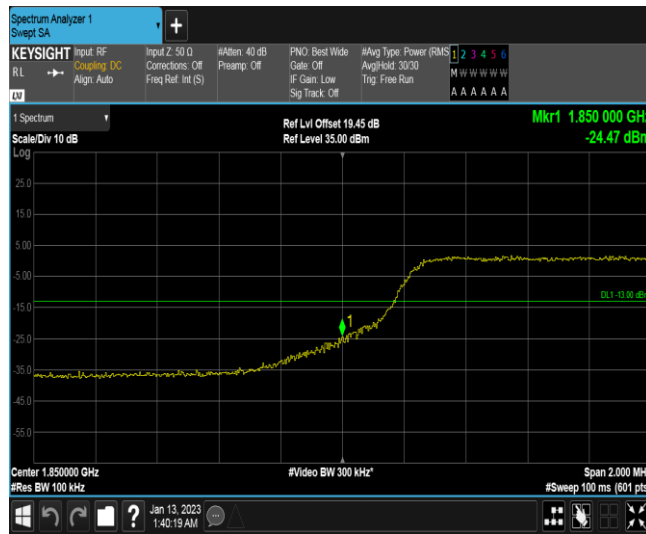 Spectrum Analyzer 1
Swept SA
+
KEYSIGHT
RL
LXI
Input: RF
Coupling: DC
Align: Auto
Input Z: 50 Ω
Corrections: Off
Freq Ref: Int (S)
#Atten: 40 dB
Preamp: Off
PNO: Best Wide
Gate: Off
IF Gain: Low
Sig Track: Off
#Avg Type: Power (RMS
Avg|Hold: 30/30
Trig: Free Run
1 2 3 4 5 6
M W W W W W
A A A A A A
1 Spectrum
Scale/Div 10 dB
Log
Ref Lvl Offset 19.45 dB
Ref Level 35.00 dBm
Mkr1 1.850 000 GHz
-24.47 dBm
25.0
15.0
5.00
-5.00
-15.0
-25.0
-35.0
-45.0
-55.0
DL1 -13.00 dBm
1
Center 1.85000 GHz
#Res BW 100 kHz
#Video BW 300 kHz*
Span 2.000 MH
#Sweep 100 ms (601 pts
?
Jan 13, 2023
1:40:19 AM